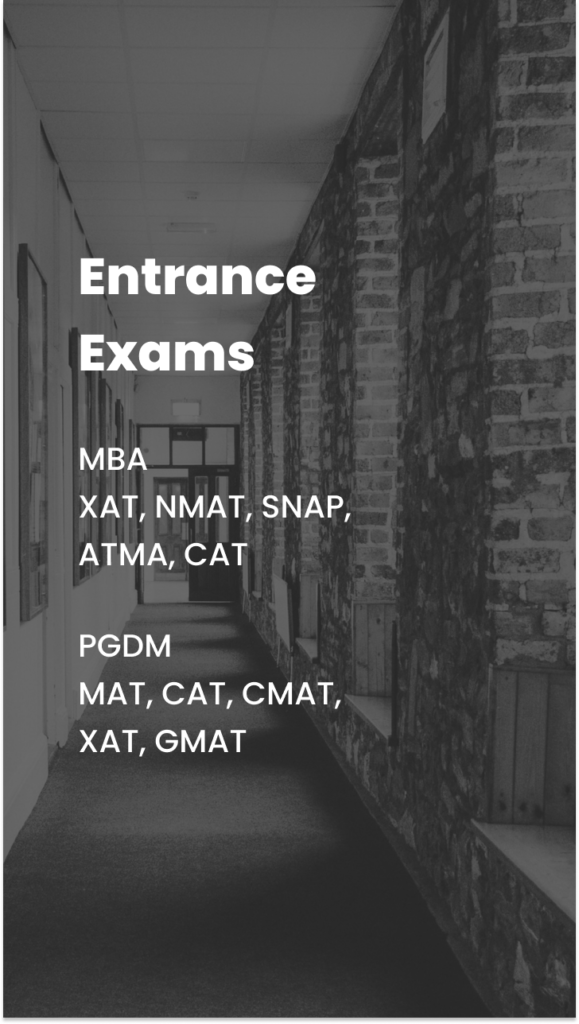 Entrance
Exams
MBA
XAT, NMAT, SNAP,
ATMA, CAT
PGDM
MAT, CAT, CMAT,
XAT, GMAT